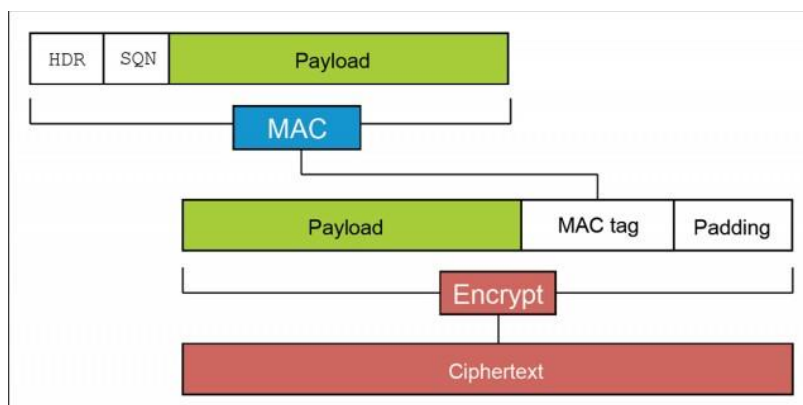 HDR SQN Payload
MAC
Payload MAC tag Padding
Encrypt
Ciphertext